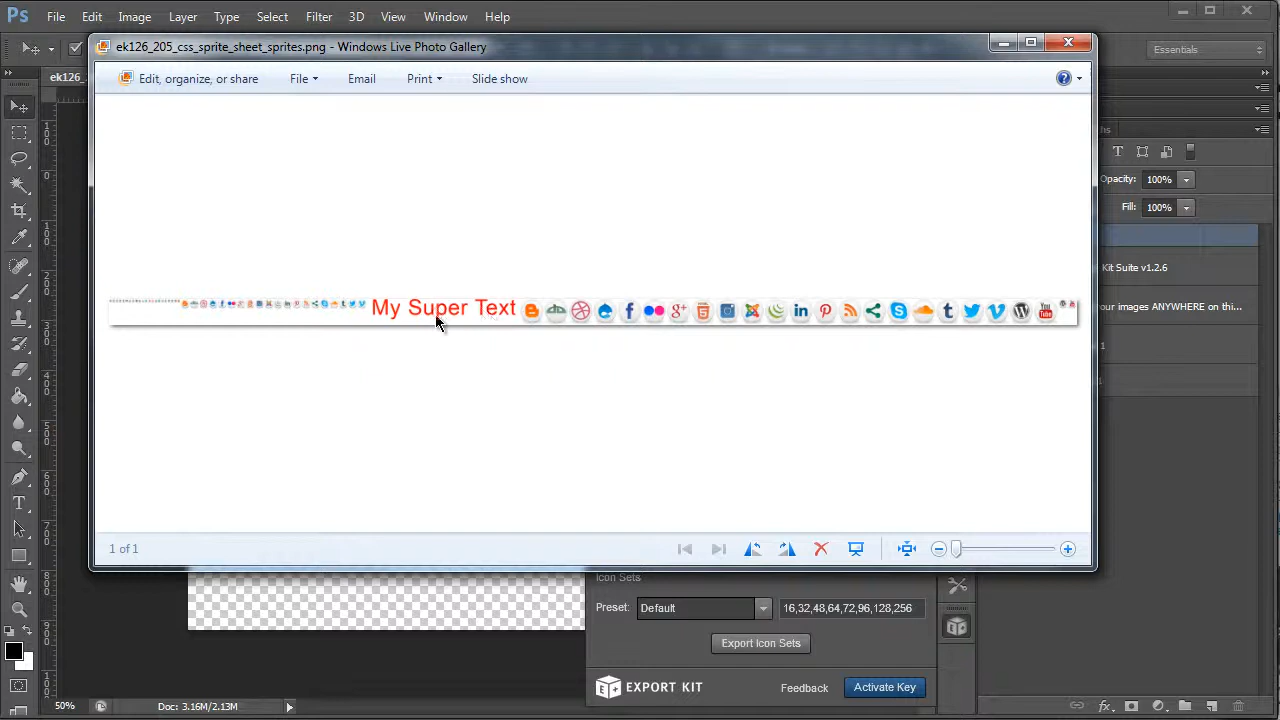 Ps File Edit Image Layer Type Select Filter 3D View Window Help
Essentials
ek126_205_css_sprite_sheet_sprites.png - Windows Live Photo Gallery
Edit, organize, or share File Email Print Slide show
My Super Text
T
Opacity: 100%
Fill: 100%
Kit Suite v1.2.6
our images ANYWHERE on thi...
1
1 of 1
Icon Sets
Preset: Default 16,32,48,64,72,96,128,256
Export Icon Sets
EXPORT KIT Feedback Activate Key
50% Doc: 3.16M/2.13M